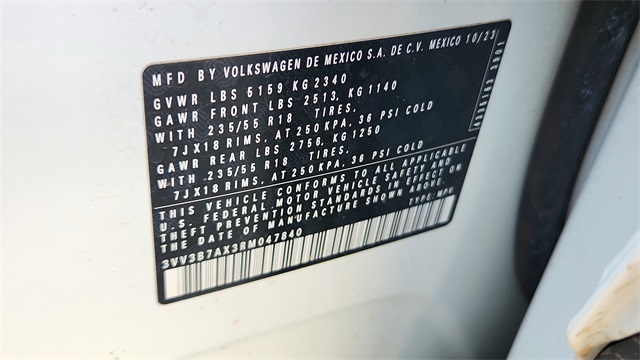 MFD BY VOLKSWAGEN DE MEXICO S.A. DE C.V. MEXICO 10/23
GVWR LBS 5159 KG 2340
GAWR FRONT LBS 2513, KG 1140
WITH 235/55 R18 TIRES,
7JX18 RIMS, AT 250 KPA, 36 PSI COLD
GAWR REAR LBS 2756, KG 1250
WITH 235/55 R18 TIRES,
7JX18 RIMS, AT 250 KPA, 36 PSI COLD
THIS VEHICLE CONFORMS TO ALL APPLICABLE
U.S. FEDERAL MOTOR VEHICLE SAFETY AND
THEFT PREVENTION STANDARDS IN EFFECT ON
THE DATE OF MANUFACTURE SHOWN ABOVE.
3VV3B7AX3RM047840
TYPE: